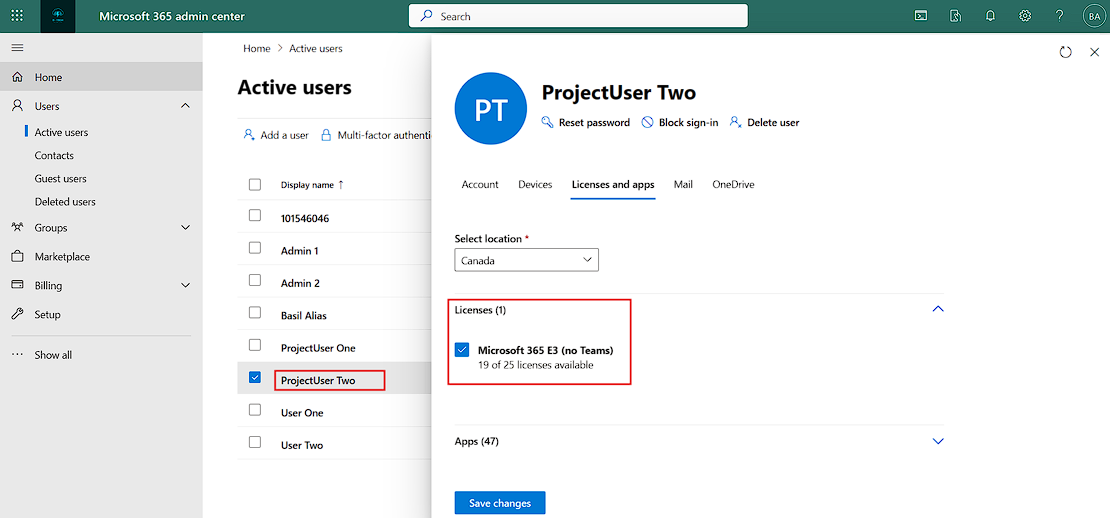 Microsoft 365 admin center
Search
BA
Home
Users
Active users
Contacts
Guest users
Deleted users
Groups
Marketplace
Billing
Setup
Show all
Home > Active users
Active users
Add a user Multi-factor authenti
Display name ↑
101546046
Admin 1
Admin 2
Basil Alias
ProjectUser One
ProjectUser Two
User One
User Two
PT
ProjectUser Two
Reset password Block sign-in Delete user
Account Devices Licenses and apps Mail OneDrive
Select location *
Canada
Licenses (1)
Microsoft 365 E3 (no Teams)
19 of 25 licenses available
Apps (47)
Save changes